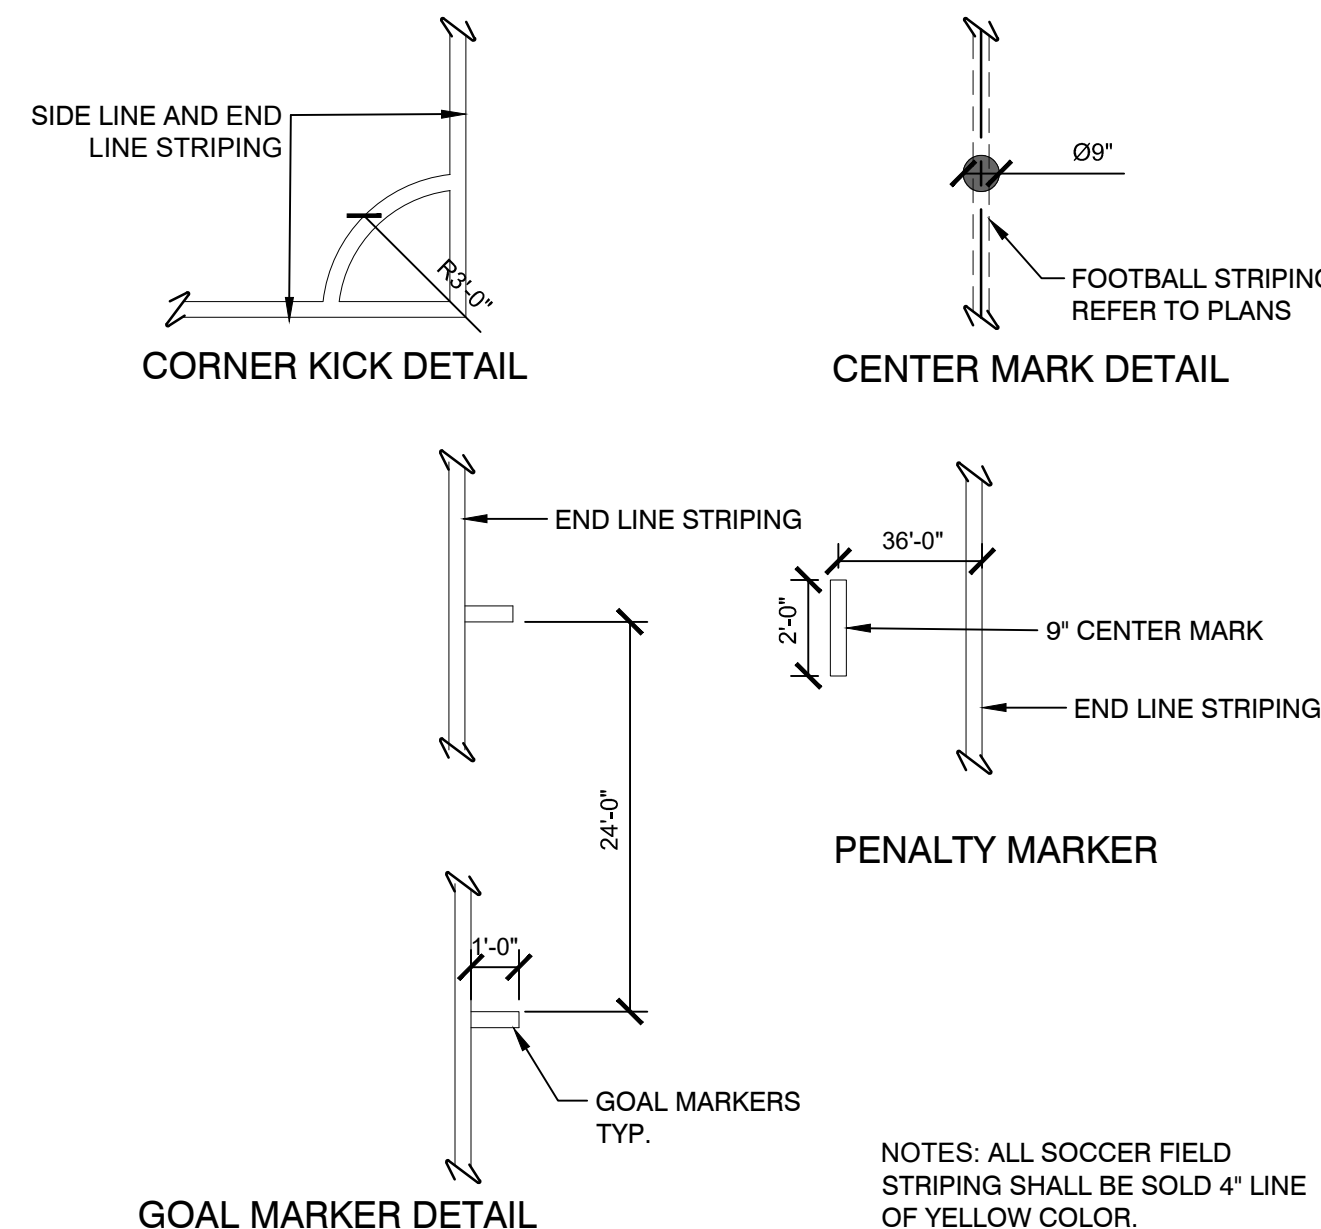 SIDE LINE AND END
LINE STRIPING
R3'-0"
CORNER KICK DETAIL
Ø9"
FOOTBALL STRIPING
REFER TO PLANS
CENTER MARK DETAIL
END LINE STRIPING
24'-0"
1'-0"
GOAL MARKERS
TYP.
GOAL MARKER DETAIL
36'-0"
2'-0"
9" CENTER MARK
END LINE STRIPING
PENALTY MARKER
NOTES: ALL SOCCER FIELD
STRIPING SHALL BE SOLD 4" LINE
OF YELLOW COLOR.